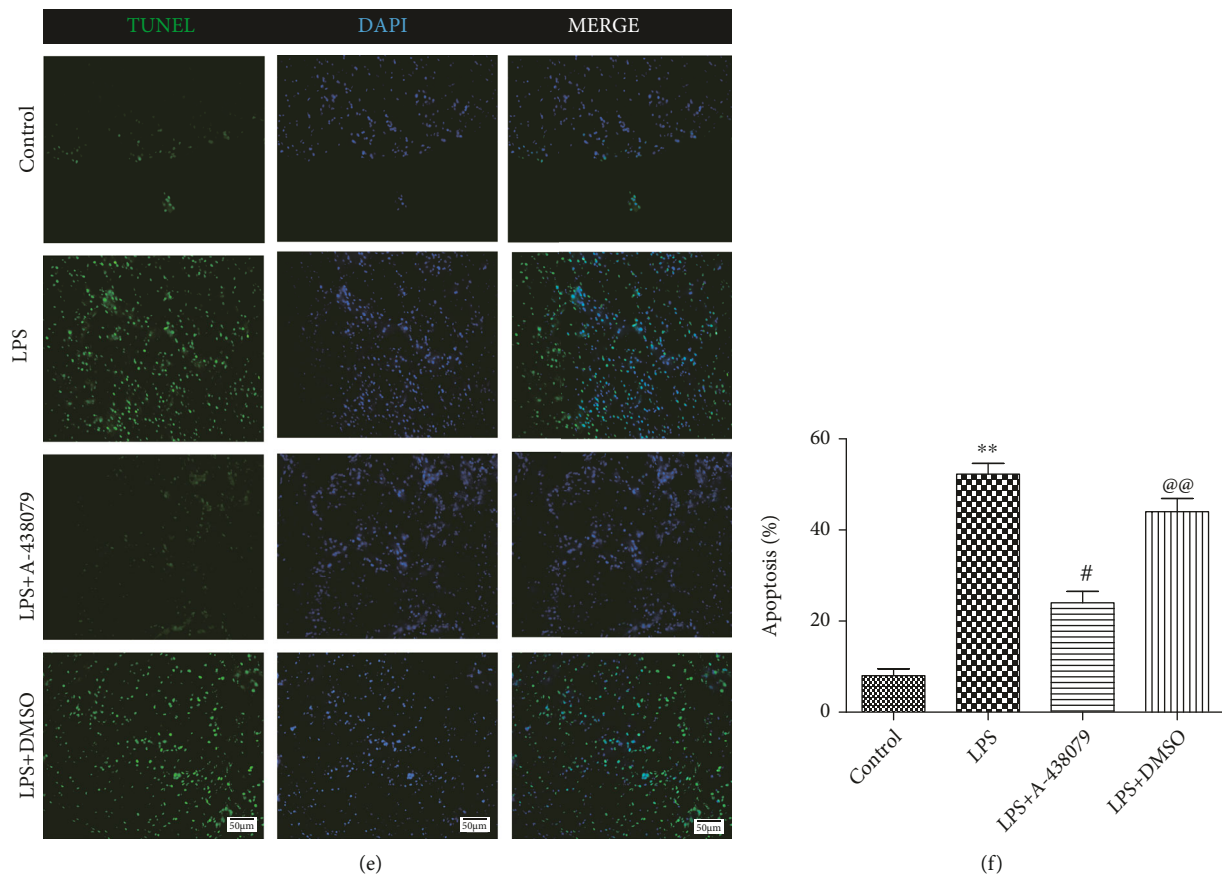 TUNEL DAPI MERGE
Control
LPS
LPS+A-438079
LPS+DMSO
50μm 50μm 50μm
(e)
Apoptosis (%)
60
40
20
0
**
#
@@
Control LPS LPS+A-438079 LPS+DMSO
(f)